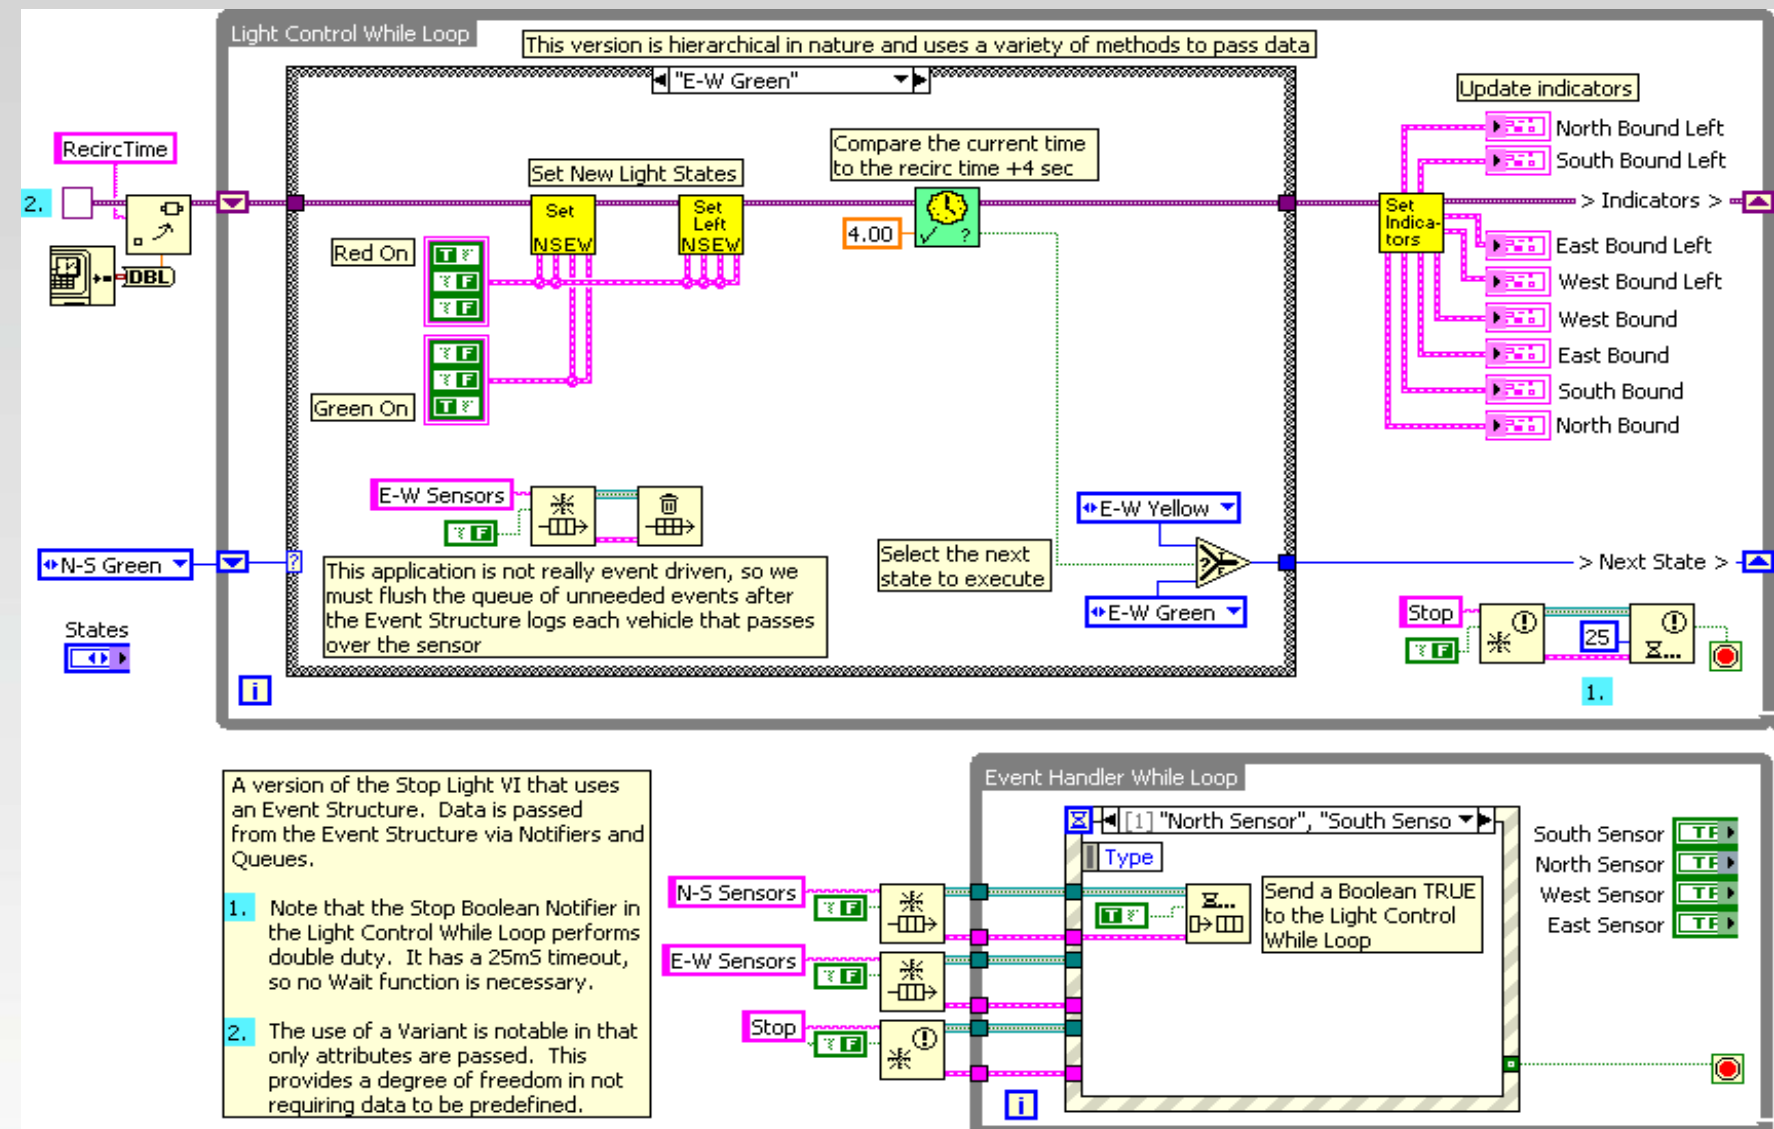 Light Control While Loop
This version is hierarchical in nature and uses a variety of methods to pass data
"E-W Green"
Update indicators
North Bound Left
South Bound Left
> Indicators >
East Bound Left
West Bound Left
West Bound
East Bound
South Bound
North Bound
RecircTime
2.
DBL
Compare the current time
to the recirc time +4 sec
Set New Light States
Set
NSEW
Set
Left
NSEW
4.00
?
Set
Indica-
tors
Red On
T
F
F
F
F
T
Green On
E-W Sensors
F
This application is not really event driven, so we
must flush the queue of unneeded events after
the Event Structure logs each vehicle that passes
over the sensor
N-S Green
?
States
i
Select the next
state to execute
E-W Yellow
?
E-W Green
> Next State >
Stop
F
25
1.
A version of the Stop Light VI that uses
an Event Structure.  Data is passed
from the Event Structure via Notifiers and
Queues.
1. Note that the Stop Boolean Notifier in
the Light Control While Loop performs
double duty.  It has a 25mS timeout,
so no Wait function is necessary.
2. The use of a Variant is notable in that
only attributes are passed.  This
provides a degree of freedom in not
requiring data to be predefined.
Event Handler While Loop
[1] "North Sensor", "South Senso
Type
N-S Sensors
F
T
Send a Boolean TRUE
to the Light Control
While Loop
E-W Sensors
F
Stop
F
i
South Sensor TF
North Sensor TF
West Sensor TF
East Sensor TF